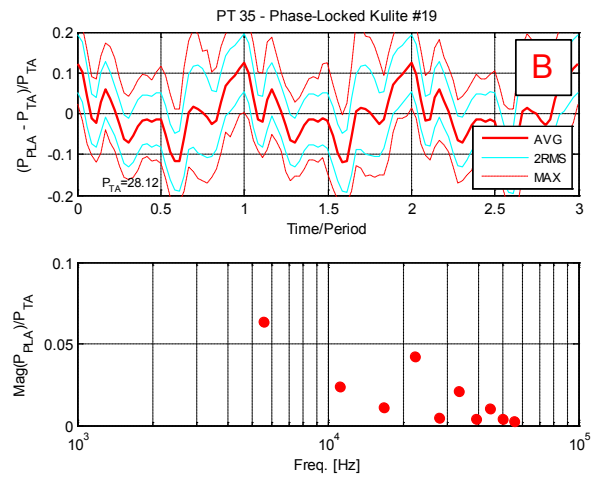 PT 35 - Phase-Locked Kulite #19
(P_PLA - P_TA)/P_TA
0.2
0.1
0
-0.1
-0.2
B
AVG
2RMS
MAX
P_TA=28.12
0 0.5 1 1.5 2 2.5 3
Time/Period
Mag(P_PLA)/P_TA
0.1
0.05
0
10^3 10^4 10^5
Freq. [Hz]